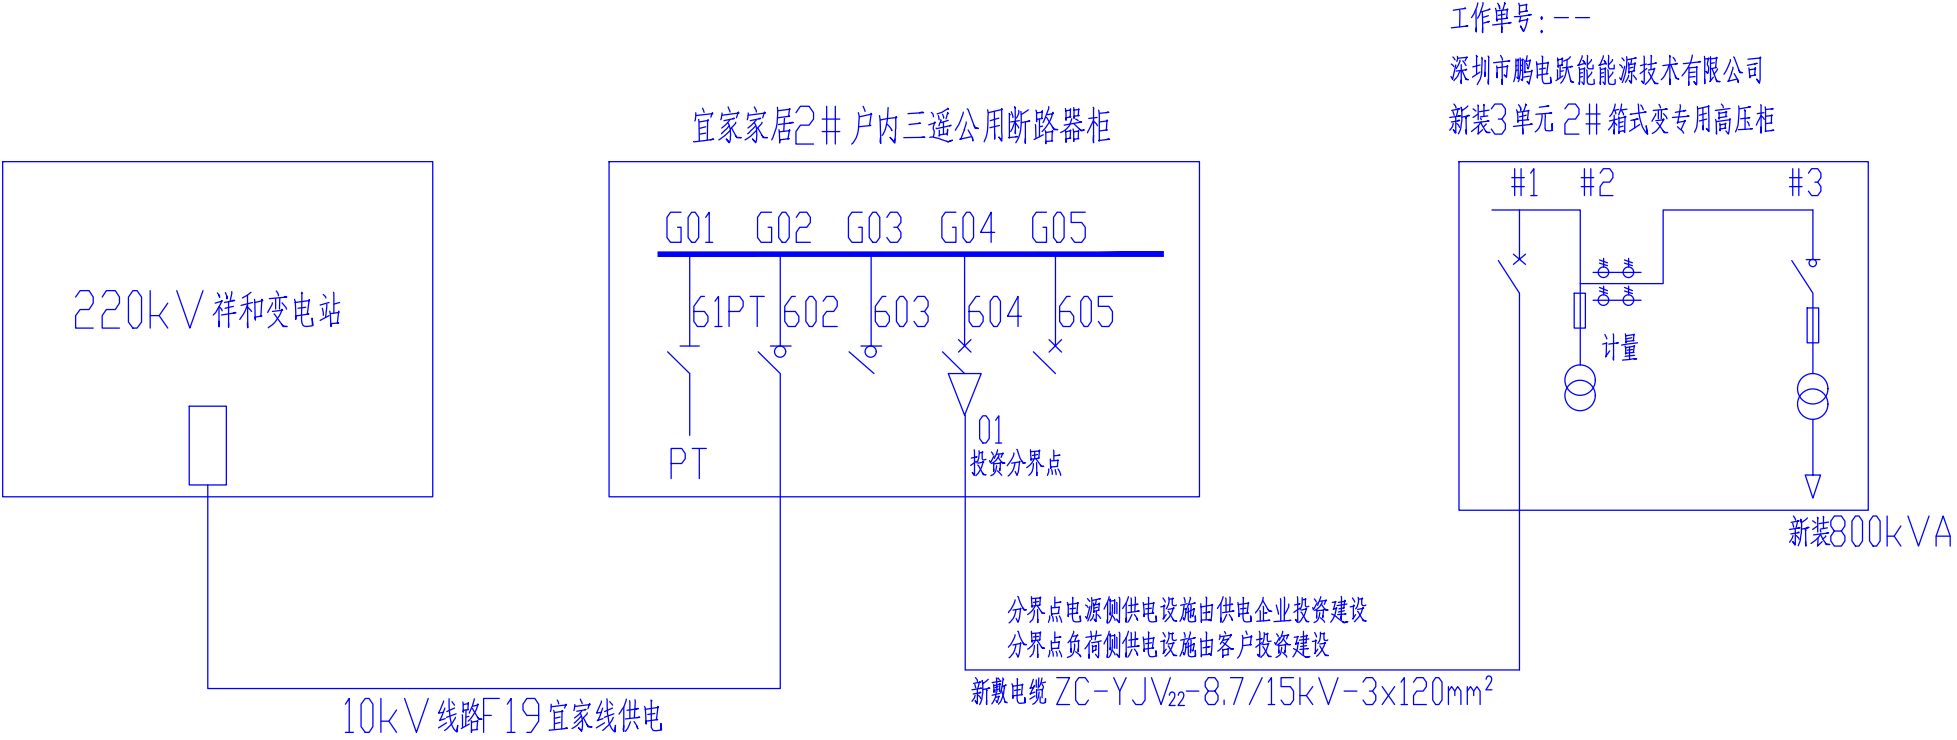 工作单号:--
深圳市鹏电跃能能源技术有限公司
新装3单元2#箱式变专用高压柜
宜家家居2#户内三遥公用断路器柜
#1 #2 #3
G01 G02 G03 G04 G05
220kV祥和变电站
61PT 602 603 604 605
计量
01
投资分界点
PT
新装800kVA
分界点电源侧供电设施由供电企业投资建设
分界点负荷侧供电设施由客户投资建设
新敷电缆 ZC-YJV22-8.7/15kV-3x120mm²
10kV线路F19宜家线供电